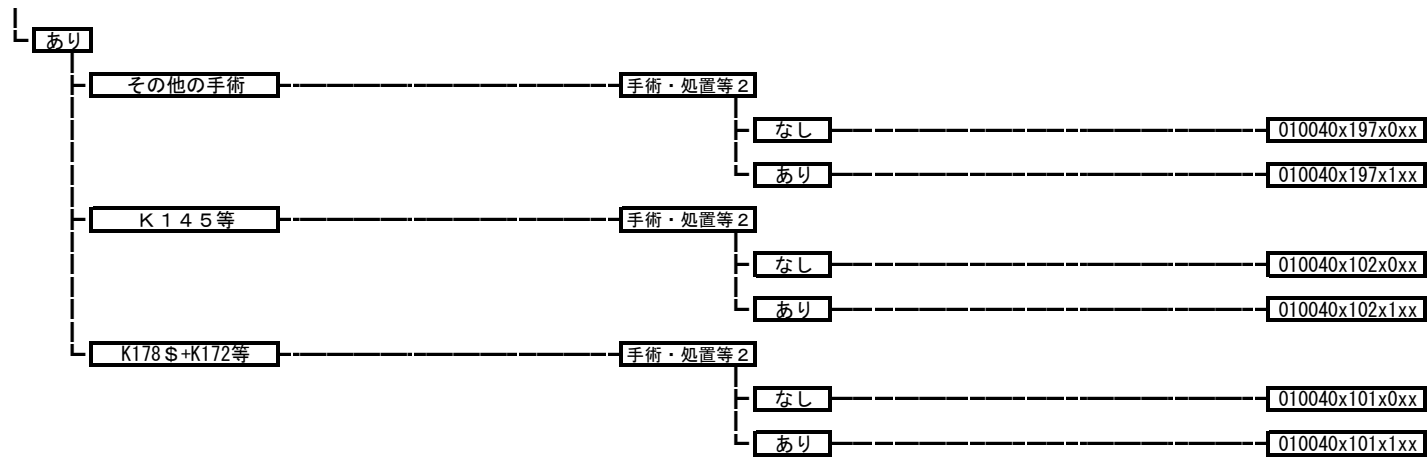 あり
その他の手術 手術・処置等２
なし 010040x197x0xx
あり 010040x197x1xx
Ｋ１４５等 手術・処置等２
なし 010040x102x0xx
あり 010040x102x1xx
K178＄+K172等 手術・処置等２
なし 010040x101x0xx
あり 010040x101x1xx